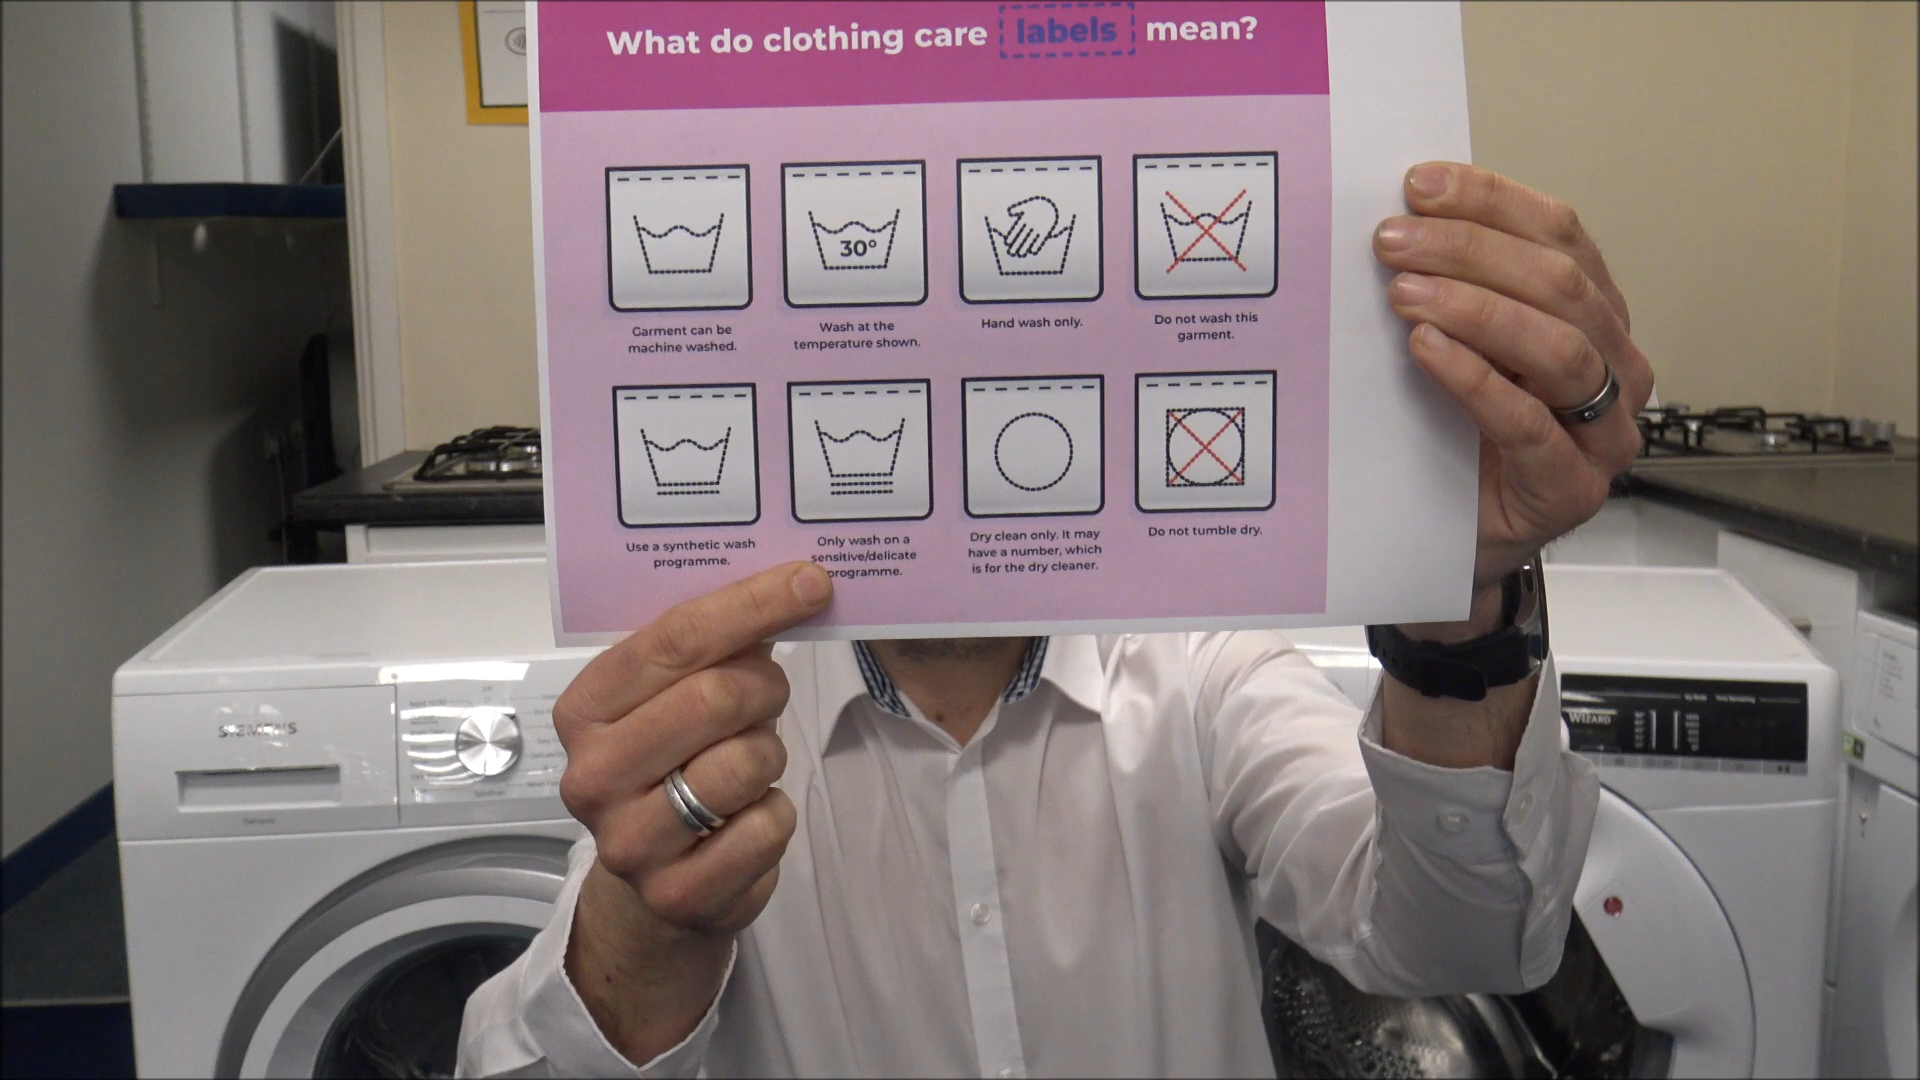 What do clothing care labels mean?
30°
Garment can be
machine washed.
Wash at the
temperature shown.
Hand wash only.
Do not wash this
garment.
Use a synthetic wash
programme.
Only wash on a
sensitive/delicate
programme.
Dry clean only. It may
have a number, which
is for the dry cleaner.
Do not tumble dry.
SIEMENS
WIZARD